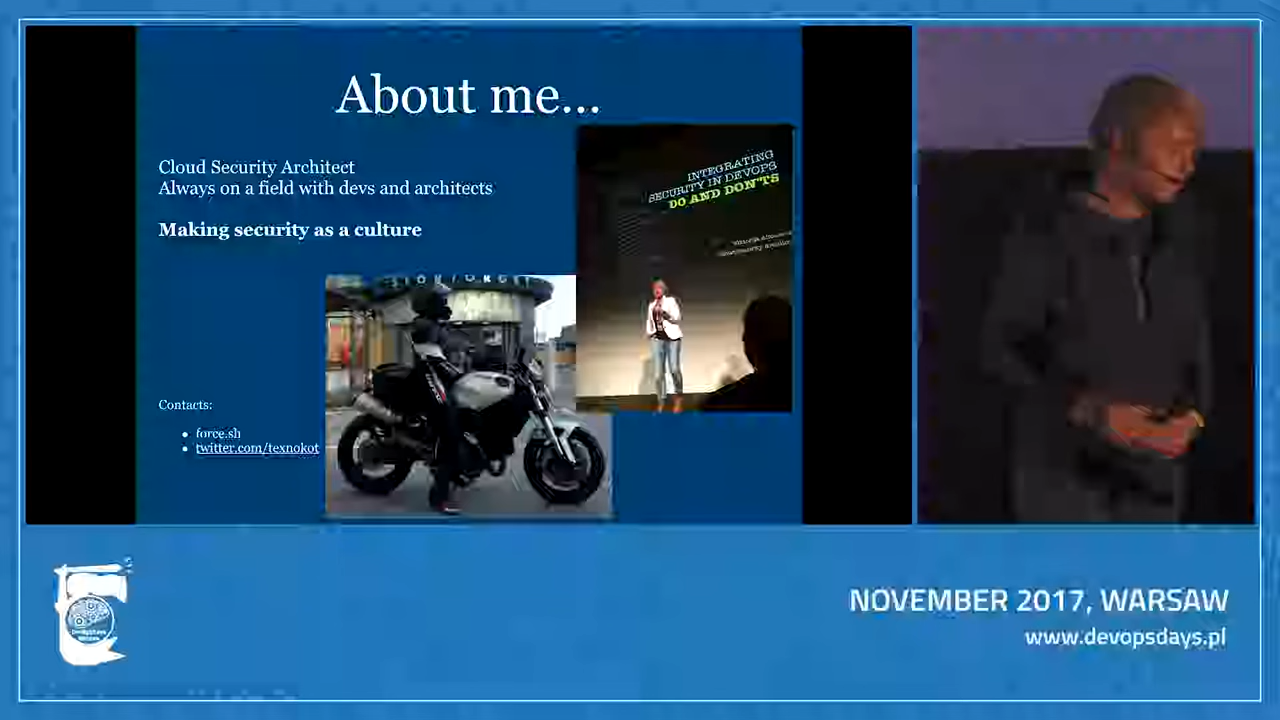 About me...
Cloud Security Architect
Always on a field with devs and architects
Making security as a culture
INTEGRATING
SECURITY IN DEVOPS
DO AND DON'TS
Contacts:
force.sh
twitter.com/texnokot
NOVEMBER 2017, WARSAW
www.devopsdays.pl